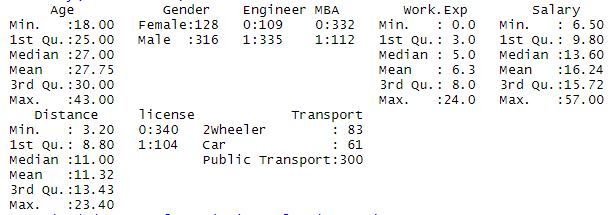 Age Gender Engineer MBA Work.Exp Salary
Min. :18.00 Female:128 0:109 0:332 Min. : 0.0 Min. : 6.50
1st Qu.:25.00 Male :316 1:335 1:112 1st Qu.: 3.0 1st Qu.: 9.80
Median :27.00 Median : 5.0 Median :13.60
Mean :27.75 Mean : 6.3 Mean :16.24
3rd Qu.:30.00 3rd Qu.: 8.0 3rd Qu.:15.72
Max. :43.00 Max. :24.0 Max. :57.00
Distance license Transport
Min. : 3.20 0:340 2Wheeler : 83
1st Qu.: 8.80 1:104 Car : 61
Median :11.00 Public Transport:300
Mean :11.32
3rd Qu.:13.43
Max. :23.40